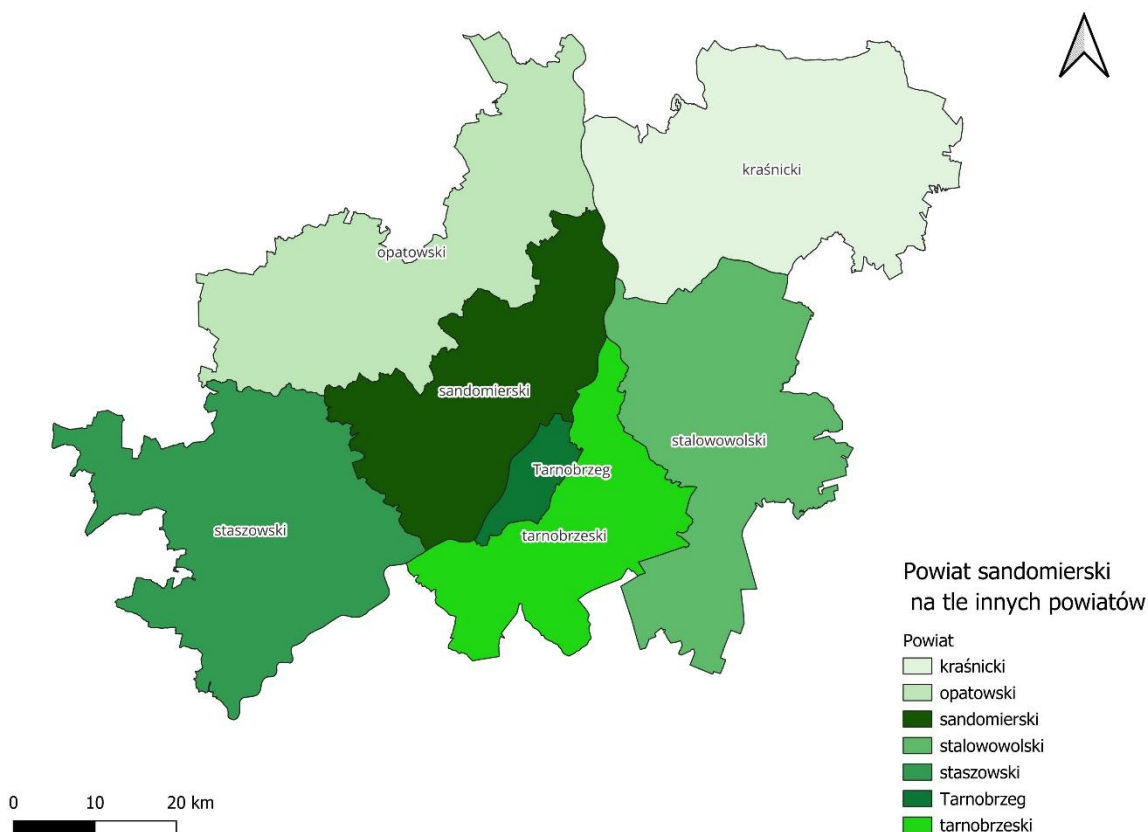 kraśnicki
opatowski
sandomierski
stalowowolski
Tarnobrzeg
staszowski
tarnobrzeski
Powiat sandomierski
na tle innych powiatów
Powiat
kraśnicki
opatowski
sandomierski
stalowowolski
staszowski
Tarnobrzeg
tarnobrzeski
0 10 20 km